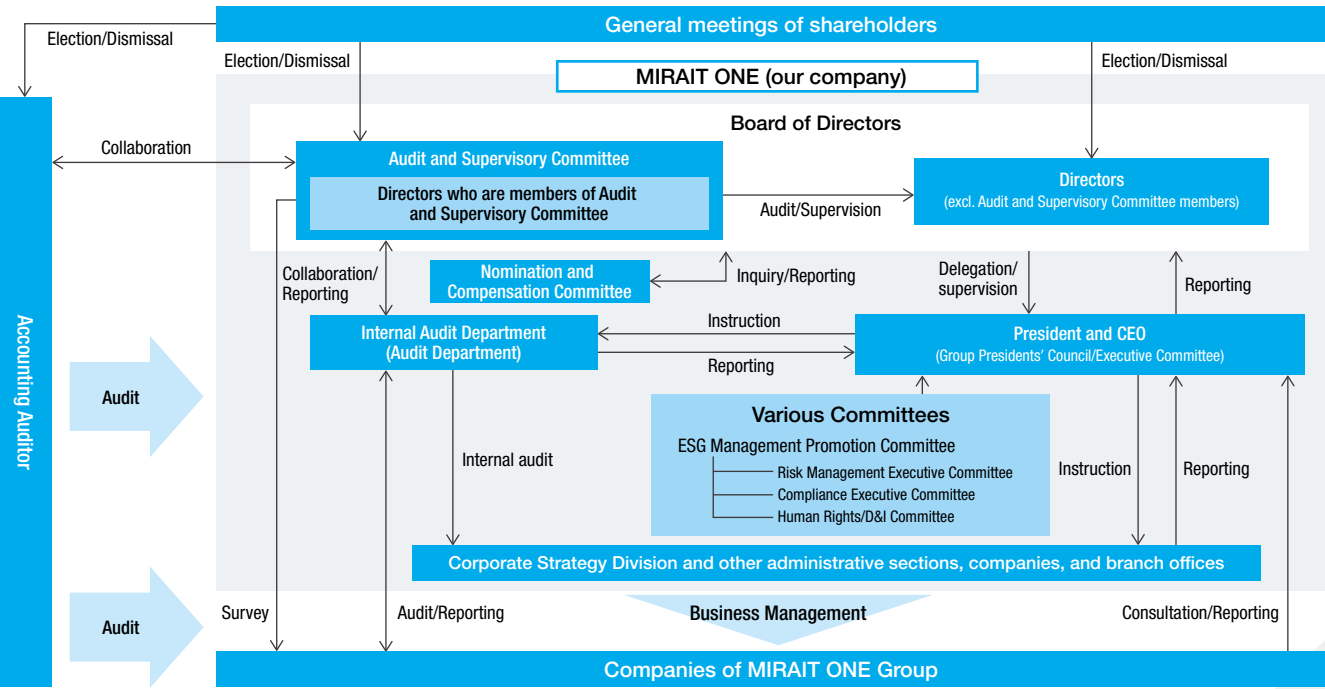 General meetings of shareholders
Election/Dismissal
Election/Dismissal
Election/Dismissal
MIRAIT ONE (our company)
Board of Directors
Collaboration
Audit and Supervisory Committee
Directors who are members of Audit
and Supervisory Committee
Audit/Supervision
Directors
(excl. Audit and Supervisory Committee members)
Collaboration/
Reporting
Nomination and
Compensation Committee
Inquiry/Reporting
Delegation/
supervision
Reporting
Accounting Auditor
Internal Audit Department
(Audit Department)
Instruction
Reporting
President and CEO
(Group Presidents' Council/Executive Committee)
Audit
Various Committees
ESG Management Promotion Committee
Risk Management Executive Committee
Compliance Executive Committee
Human Rights/D&I Committee
Internal audit
Instruction
Reporting
Corporate Strategy Division and other administrative sections, companies, and branch offices
Audit
Survey
Audit/Reporting
Business Management
Consultation/Reporting
Companies of MIRAIT ONE Group